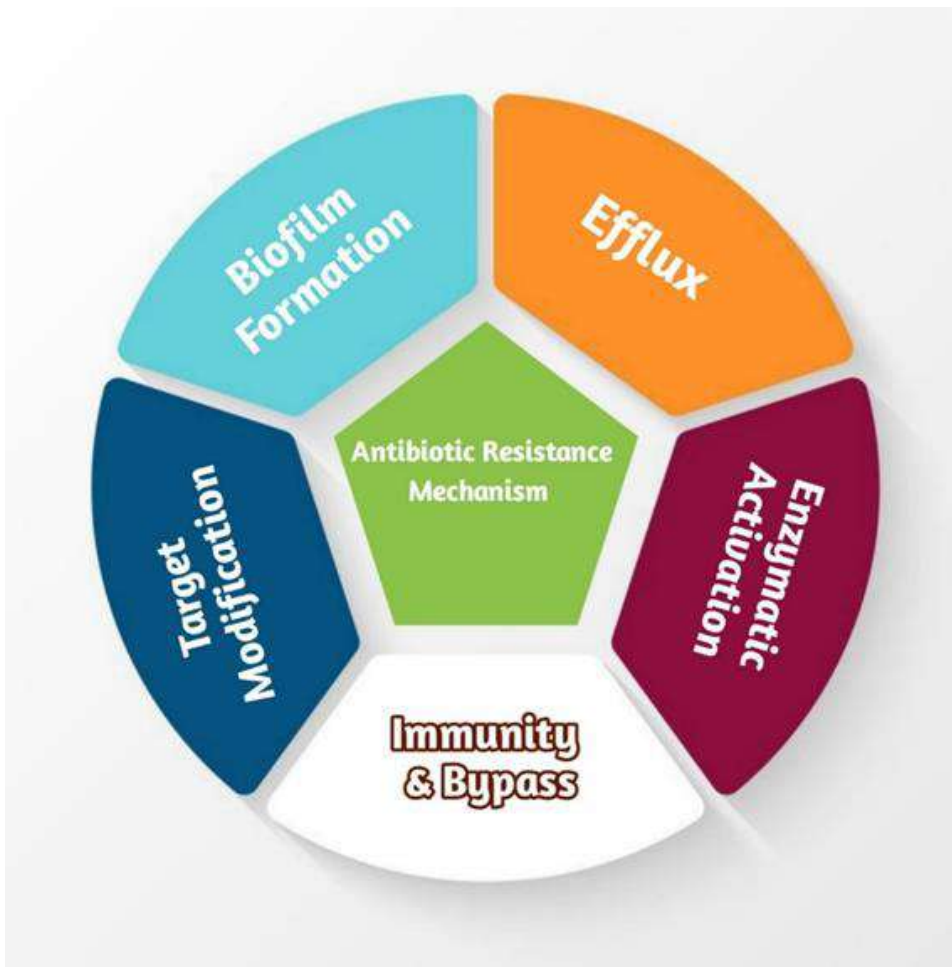 Biofilm
Formation
Efflux
Antibiotic Resistance
Mechanism
Enzymatic
Activation
Target
Modification
Immunity
& Bypass